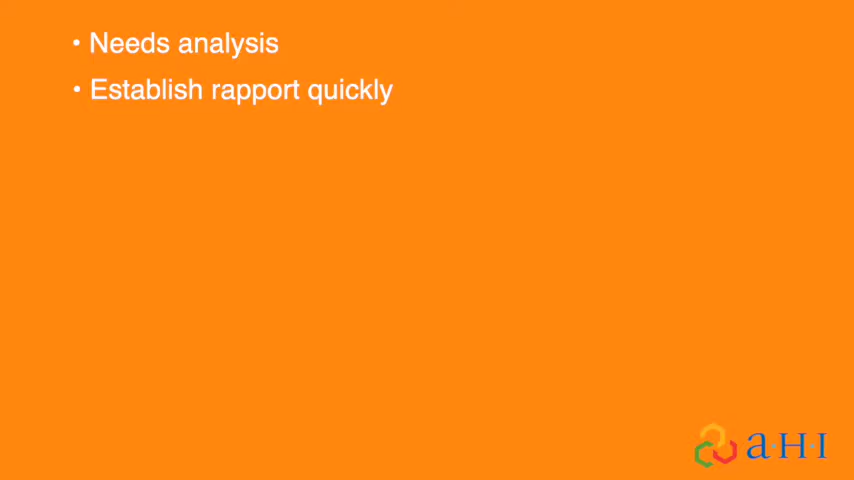 • Needs analysis
• Establish rapport quickly
a·H·I